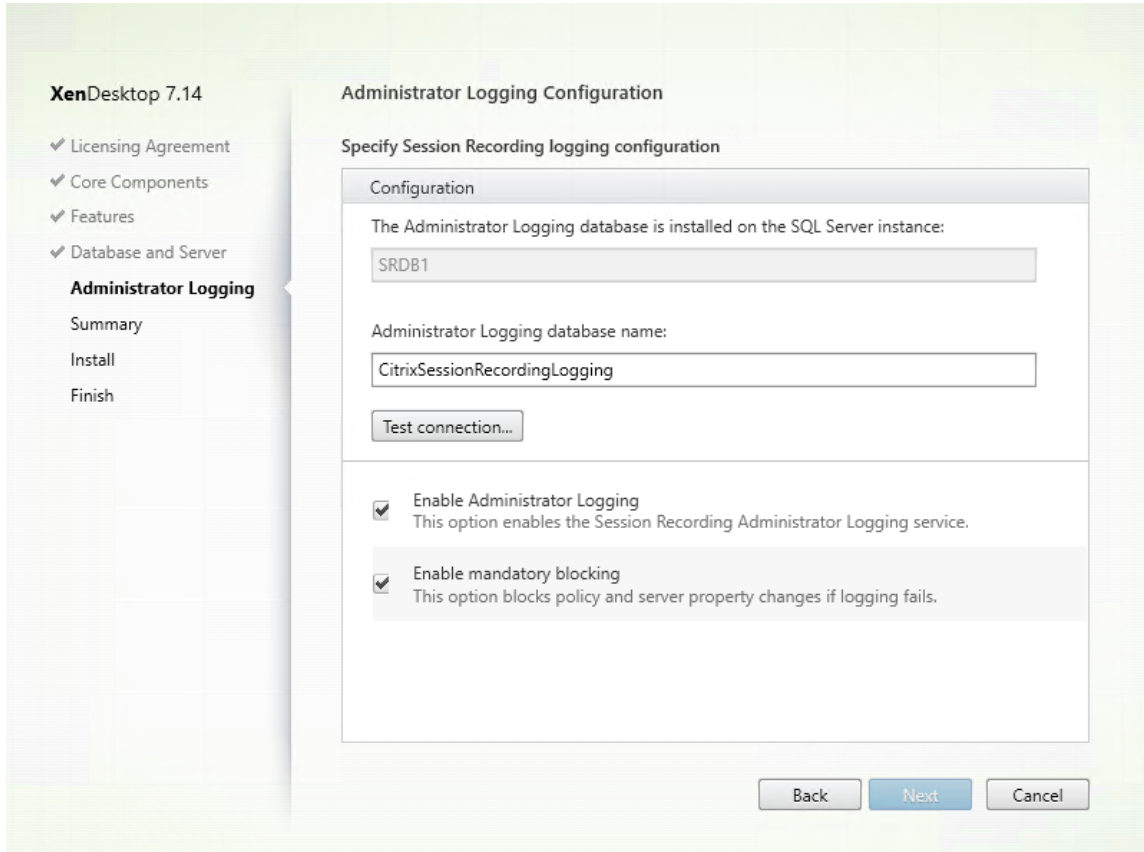 XenDesktop 7.14
Licensing Agreement
Core Components
Features
Database and Server
Administrator Logging
Summary
Install
Finish
Administrator Logging Configuration
Specify Session Recording logging configuration
Configuration
The Administrator Logging database is installed on the SQL Server instance:
SRDB1
Administrator Logging database name:
CitrixSessionRecordingLogging
Test connection...
Enable Administrator Logging
This option enables the Session Recording Administrator Logging service.
Enable mandatory blocking
This option blocks policy and server property changes if logging fails.
Back
Next
Cancel